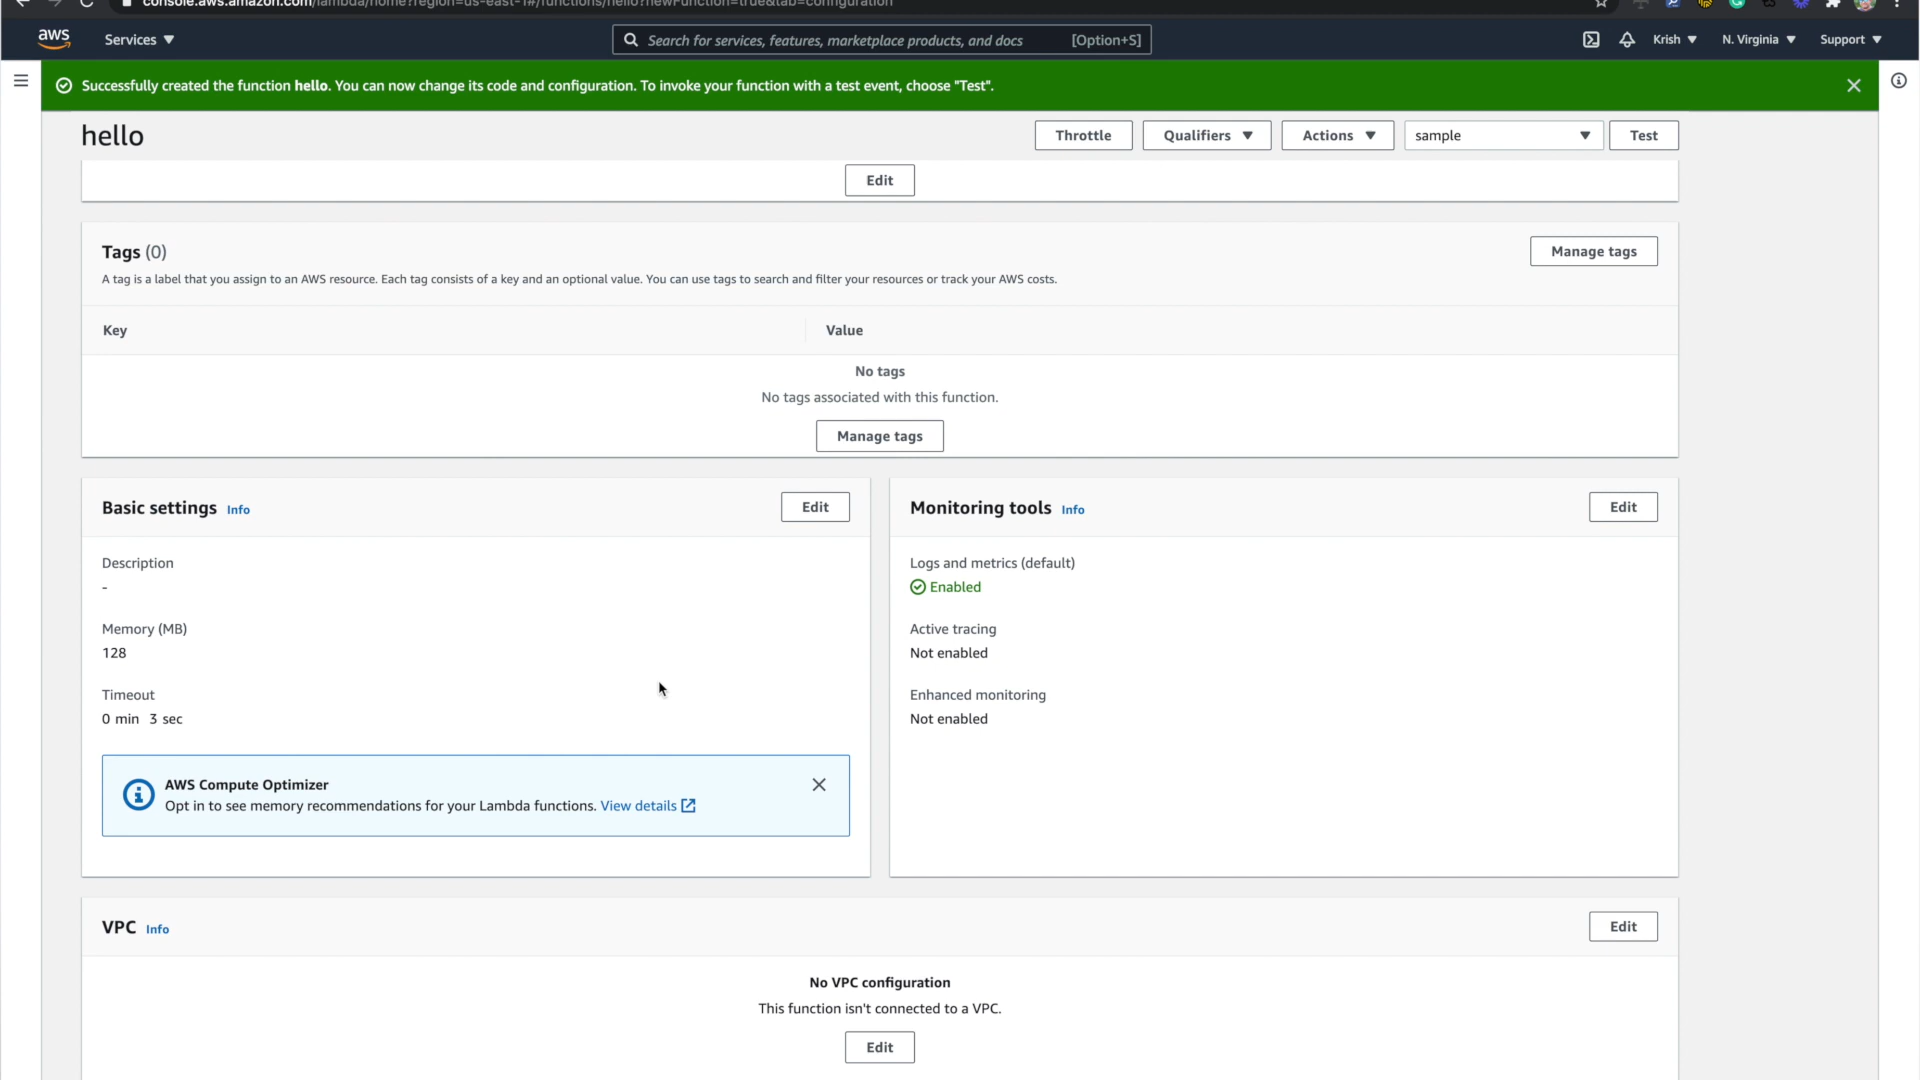 console.aws.amazon.com/lambda/home?region=us-east-1#/functions/hello?newFunction=true&tab=configuration
aws
Services
Search for services, features, marketplace products, and docs [Option+S]
Krish
N. Virginia
Support
Successfully created the function hello. You can now change its code and configuration. To invoke your function with a test event, choose "Test".
hello
Throttle
Qualifiers
Actions
sample
Test
Edit
Tags (0)
Manage tags
A tag is a label that you assign to an AWS resource. Each tag consists of a key and an optional value. You can use tags to search and filter your resources or track your AWS costs.
Key
Value
No tags
No tags associated with this function.
Manage tags
Basic settings Info
Edit
Description
-
Memory (MB)
128
Timeout
0 min 3 sec
AWS Compute Optimizer
Opt in to see memory recommendations for your Lambda functions. View details
Monitoring tools Info
Edit
Logs and metrics (default)
Enabled
Active tracing
Not enabled
Enhanced monitoring
Not enabled
VPC Info
Edit
No VPC configuration
This function isn't connected to a VPC.
Edit